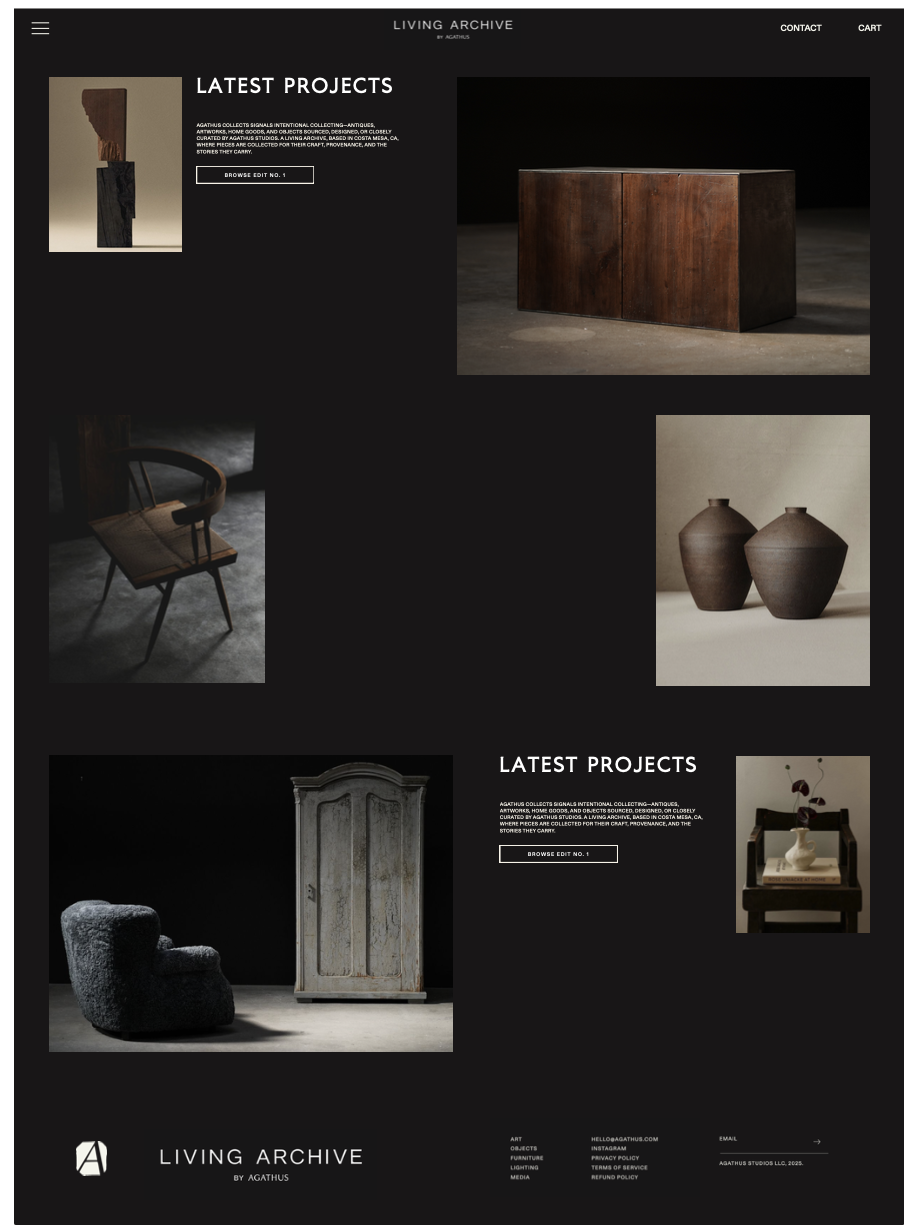 LIVING ARCHIVE
BY AGATHUS
CONTACT
CART
LATEST PROJECTS
AGATHUS COLLECTS SIGNALS INTENTIONAL COLLECTING—ANTIQUES,
ARTWORKS, HOME GOODS, AND OBJECTS SOURCED, DESIGNED, OR CLOSELY
CURATED BY AGATHUS STUDIOS. A LIVING ARCHIVE, BASED IN COSTA MESA, CA,
WHERE PIECES ARE COLLECTED FOR THEIR CRAFT, PROVENANCE, AND THE
STORIES THEY CARRY.
BROWSE EDIT NO. 1
LATEST PROJECTS
AGATHUS COLLECTS SIGNALS INTENTIONAL COLLECTING—ANTIQUES,
ARTWORKS, HOME GOODS, AND OBJECTS SOURCED, DESIGNED, OR CLOSELY
CURATED BY AGATHUS STUDIOS. A LIVING ARCHIVE, BASED IN COSTA MESA, CA,
WHERE PIECES ARE COLLECTED FOR THEIR CRAFT, PROVENANCE, AND THE
STORIES THEY CARRY.
BROWSE EDIT NO. 1
A
LIVING ARCHIVE
BY AGATHUS
ART
OBJECTS
FURNITURE
LIGHTING
MEDIA
HELLO@AGATHUS.COM
INSTAGRAM
PRIVACY POLICY
TERMS OF SERVICE
REFUND POLICY
EMAIL →
AGATHUS STUDIOS LLC, 2025.